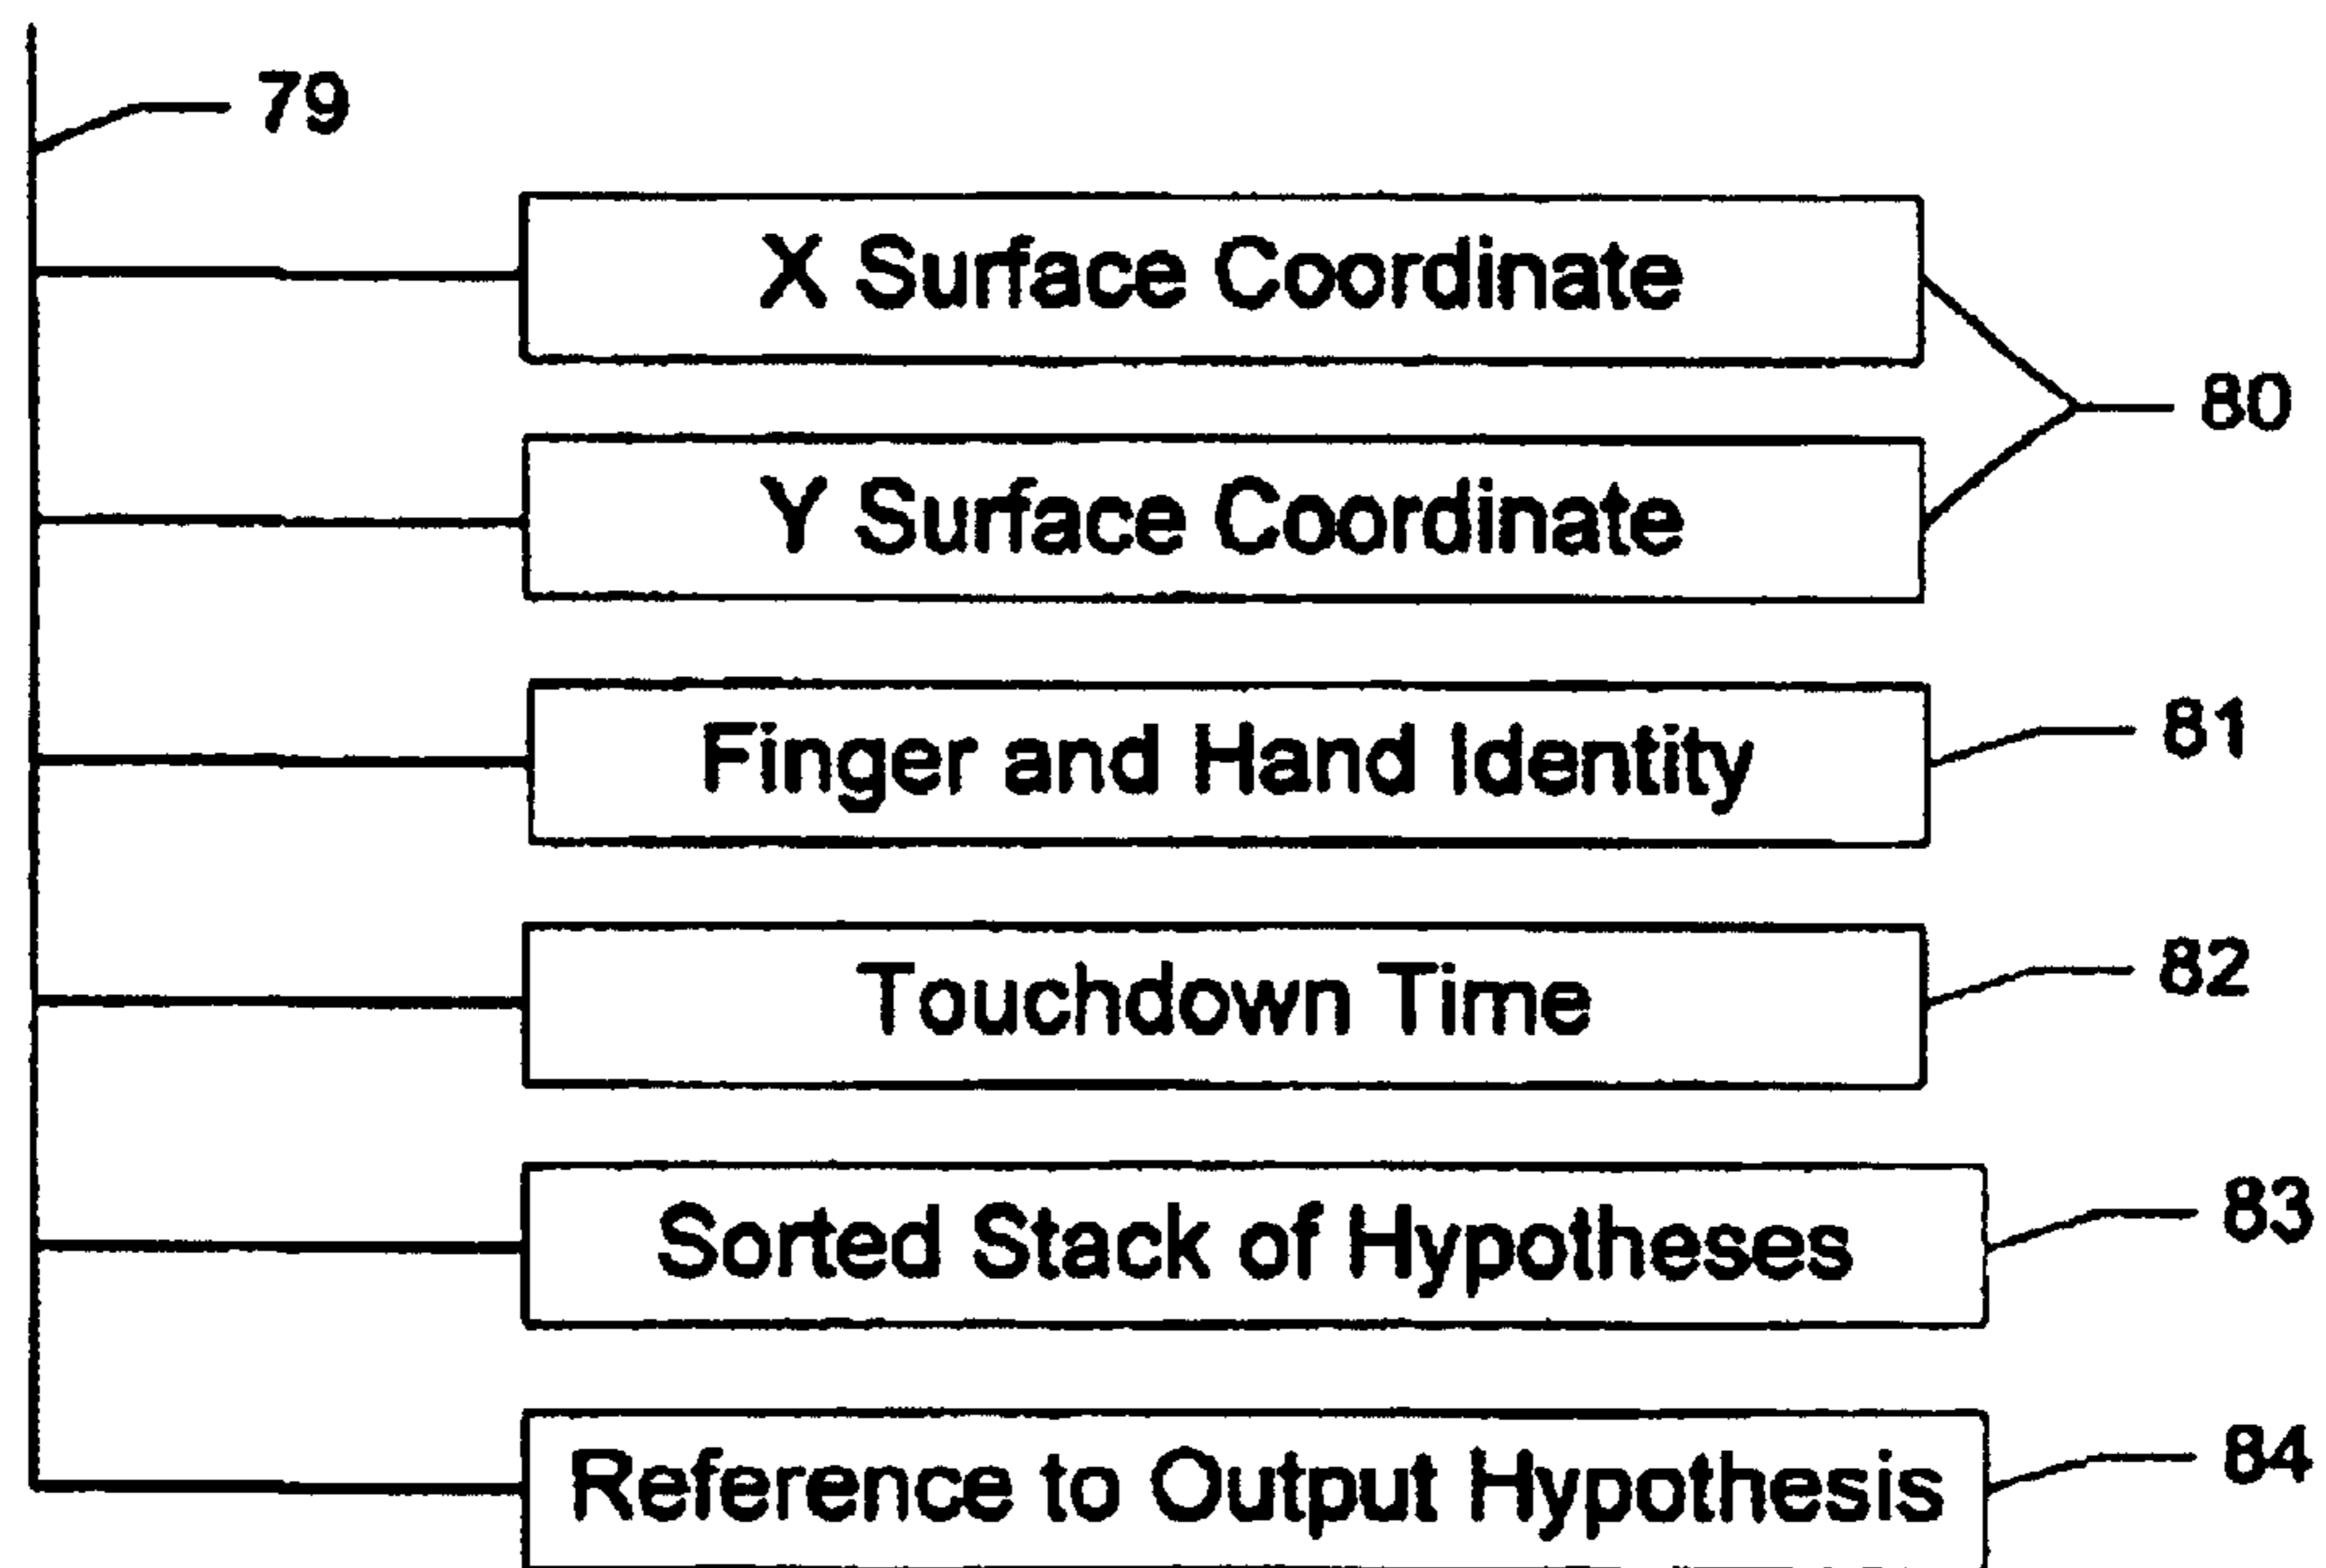 79
X Surface Coordinate
80
Y Surface Coordinate
Finger and Hand Identity
81
Touchdown Time
82
Sorted Stack of Hypotheses
83
Reference to Output Hypothesis
84